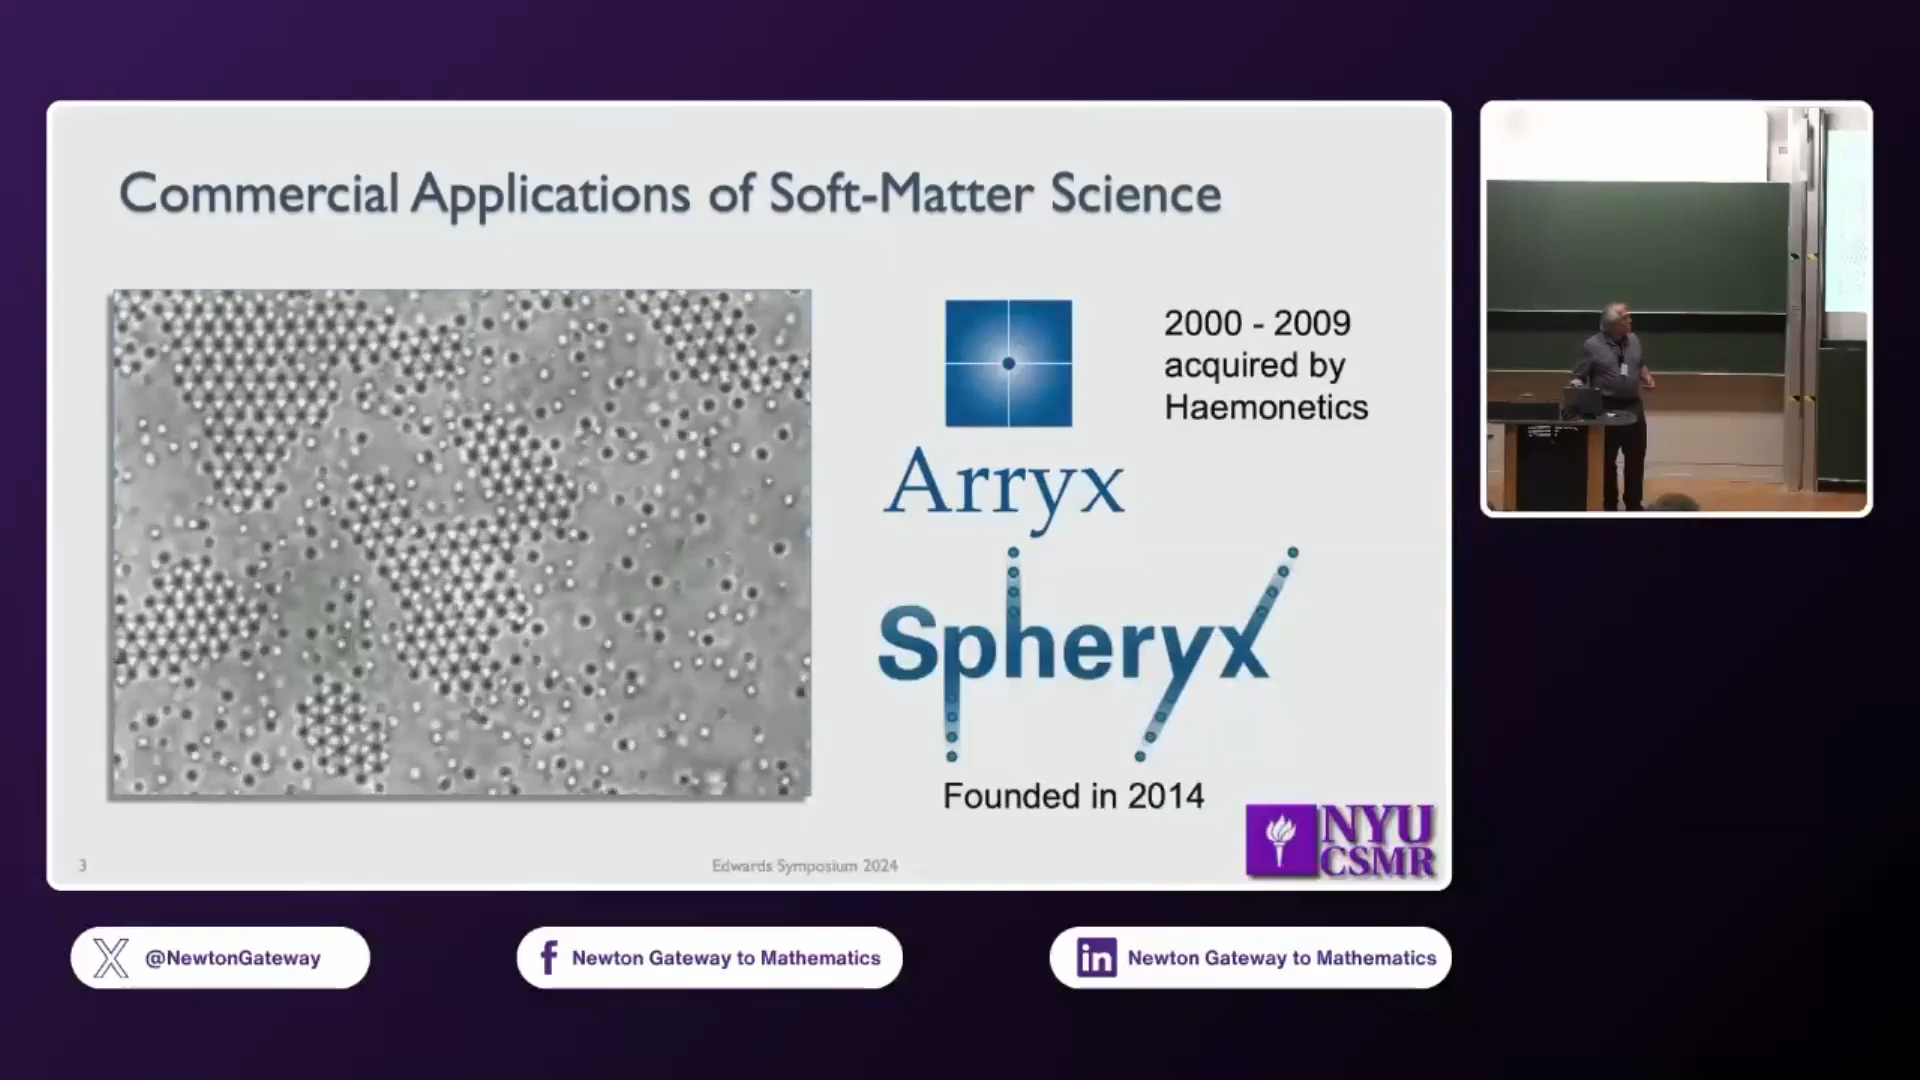 Commercial Applications of Soft-Matter Science
2000 - 2009
acquired by
Haemonetics
Arryx
Spheryx
Founded in 2014
NYU
CSMR
3
Edwards Symposium 2024
@NewtonGateway
Newton Gateway to Mathematics
Newton Gateway to Mathematics